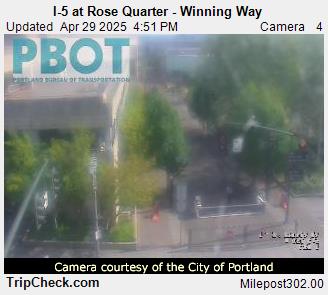 I-5 at Rose Quarter - Winning Way
Updated Apr 29 2025 4:51 PM Camera 4
PBOT
PORTLAND BUREAU OF TRANSPORTATION
Camera courtesy of the City of Portland
TripCheck.com Milepost302.00